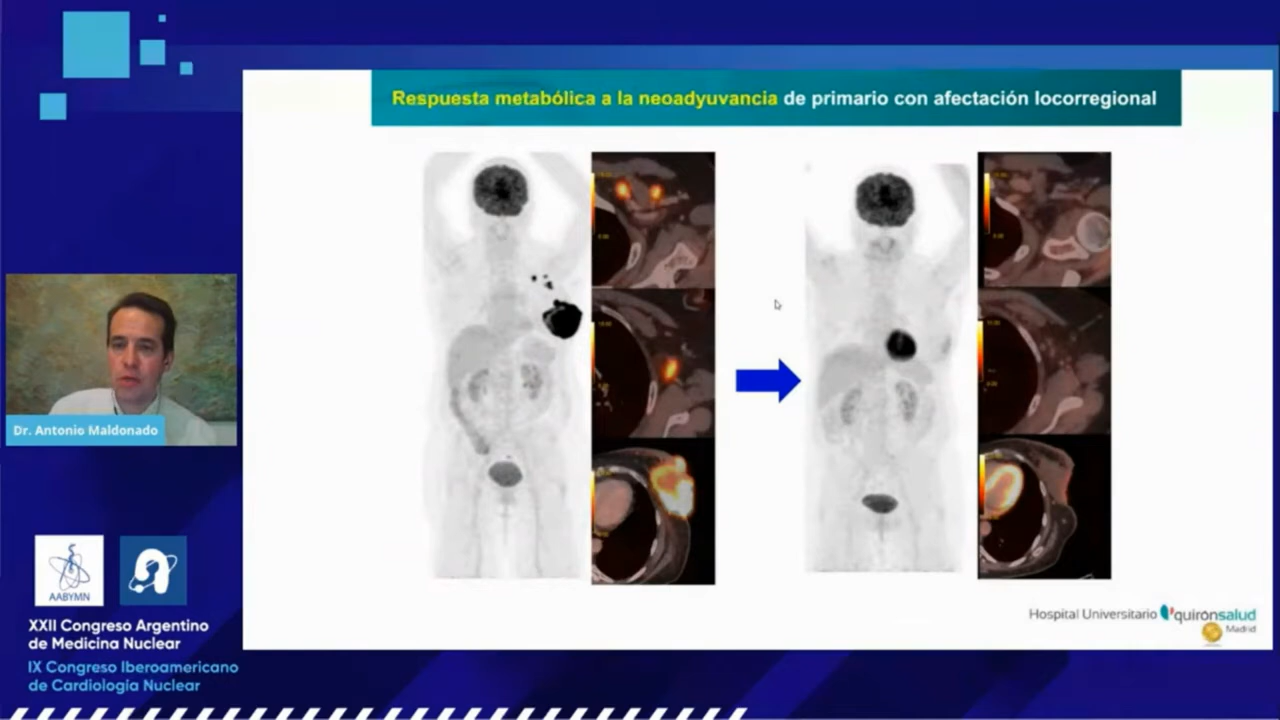 Respuesta metabólica a la neoadyuvancia de primario con afectación locorregional
Dr. Antonio Maldonado
AABYMN
XXII Congreso Argentino
de Medicina Nuclear
IX Congreso Iberoamericano
de Cardiología Nuclear
Hospital Universitario quirónsalud
Madrid